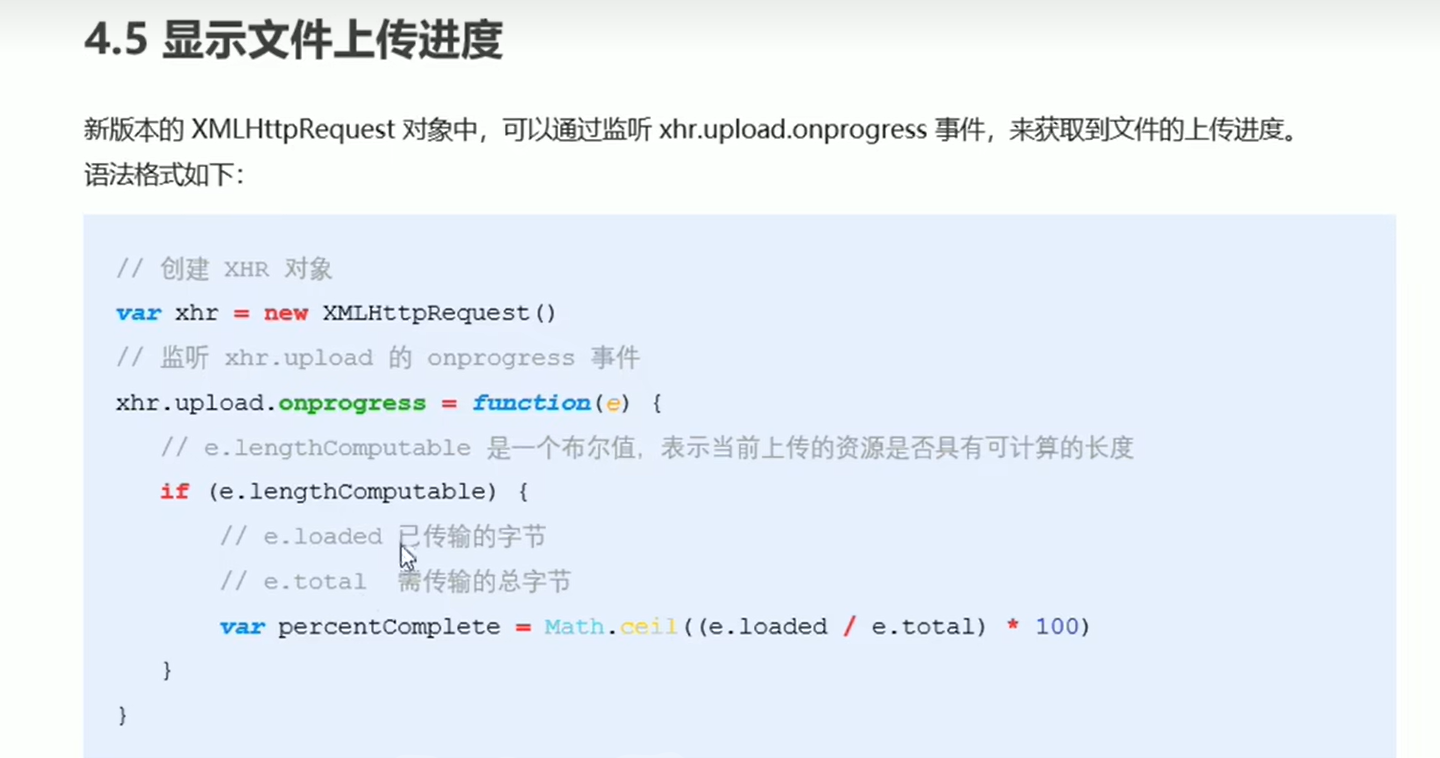 4.5 显示文件上传进度
新版本的 XMLHttpRequest 对象中，可以通过监听 xhr.upload.onprogress 事件，来获取到文件的上传进度。
语法格式如下：
// 创建 XHR 对象
var xhr = new XMLHttpRequest()
// 监听 xhr.upload 的 onprogress 事件
xhr.upload.onprogress = function(e) {
// e.lengthComputable 是一个布尔值，表示当前上传的资源是否具有可计算的长度
if (e.lengthComputable) {
// e.loaded 已传输的字节
// e.total 需传输的总字节
var percentComplete = Math.ceil((e.loaded / e.total) * 100)
}
}